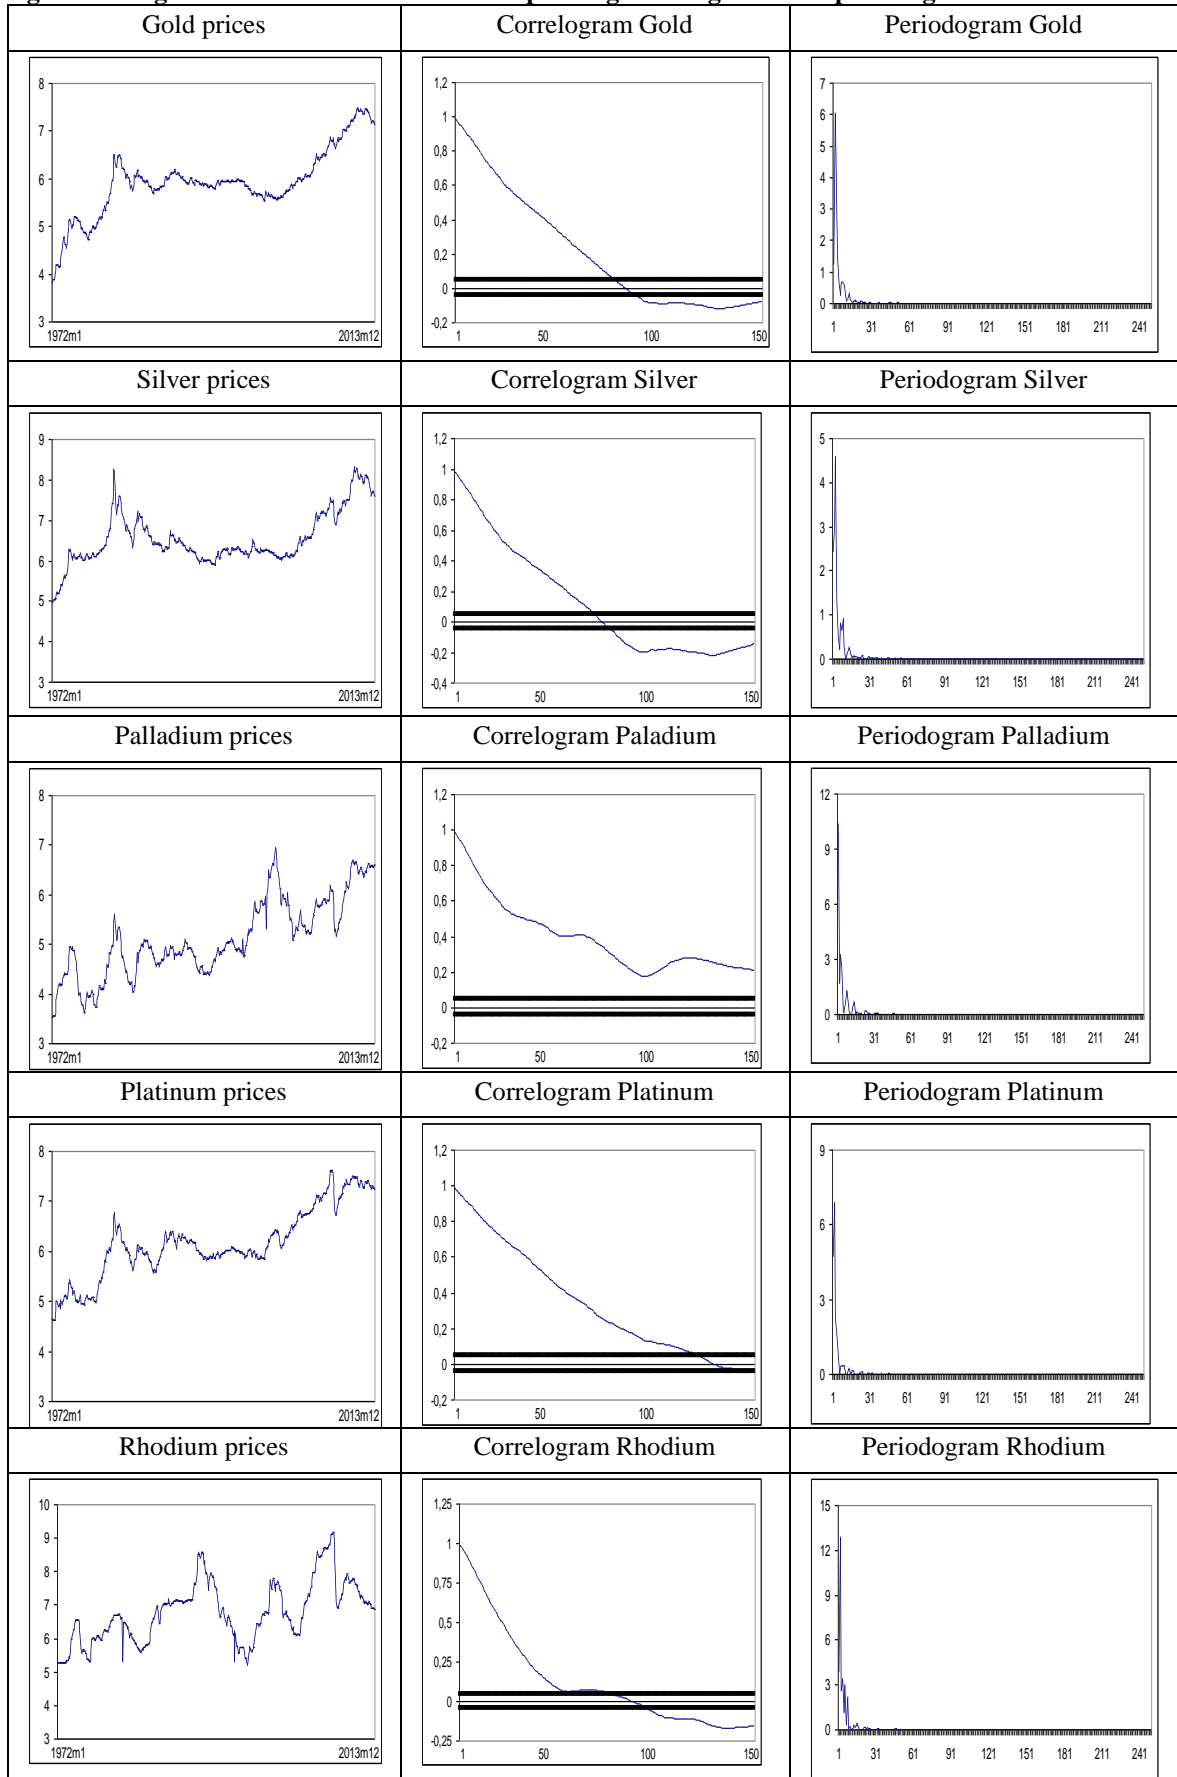 Gold prices Correlogram Gold Periodogram Gold
8 7 6 5 4 3 1972m1 2013m12
1,2 1 0,8 0,6 0,4 0,2 0 -0,2 1 50 100 150
7 6 5 4 3 2 1 0 1 31 61 91 121 151 181 211 241
Silver prices Correlogram Silver Periodogram Silver
9 8 7 6 5 4 3 1972m1 2013m12
1,2 1 0,8 0,6 0,4 0,2 0 -0,2 -0,4 1 50 100 150
5 4 3 2 1 0 1 31 61 91 121 151 181 211 241
Palladium prices Correlogram Paladium Periodogram Palladium
8 7 6 5 4 3 1972m1 2013m12
1,2 1 0,8 0,6 0,4 0,2 0 -0,2 1 50 100 150
12 9 6 3 0 1 31 61 91 121 151 181 211 241
Platinum prices Correlogram Platinum Periodogram Platinum
8 7 6 5 4 3 1972m1 2013m12
1,2 1 0,8 0,6 0,4 0,2 0 -0,2 1 50 100 150
9 6 3 0 1 31 61 91 121 151 181 211 241
Rhodium prices Correlogram Rhodium Periodogram Rhodium
10 9 8 7 6 5 4 3 1972m1 2013m12
1,25 1 0,75 0,5 0,25 0 -0,25 1 50 100 150
15 12 9 6 3 0 1 31 61 91 121 151 181 211 241